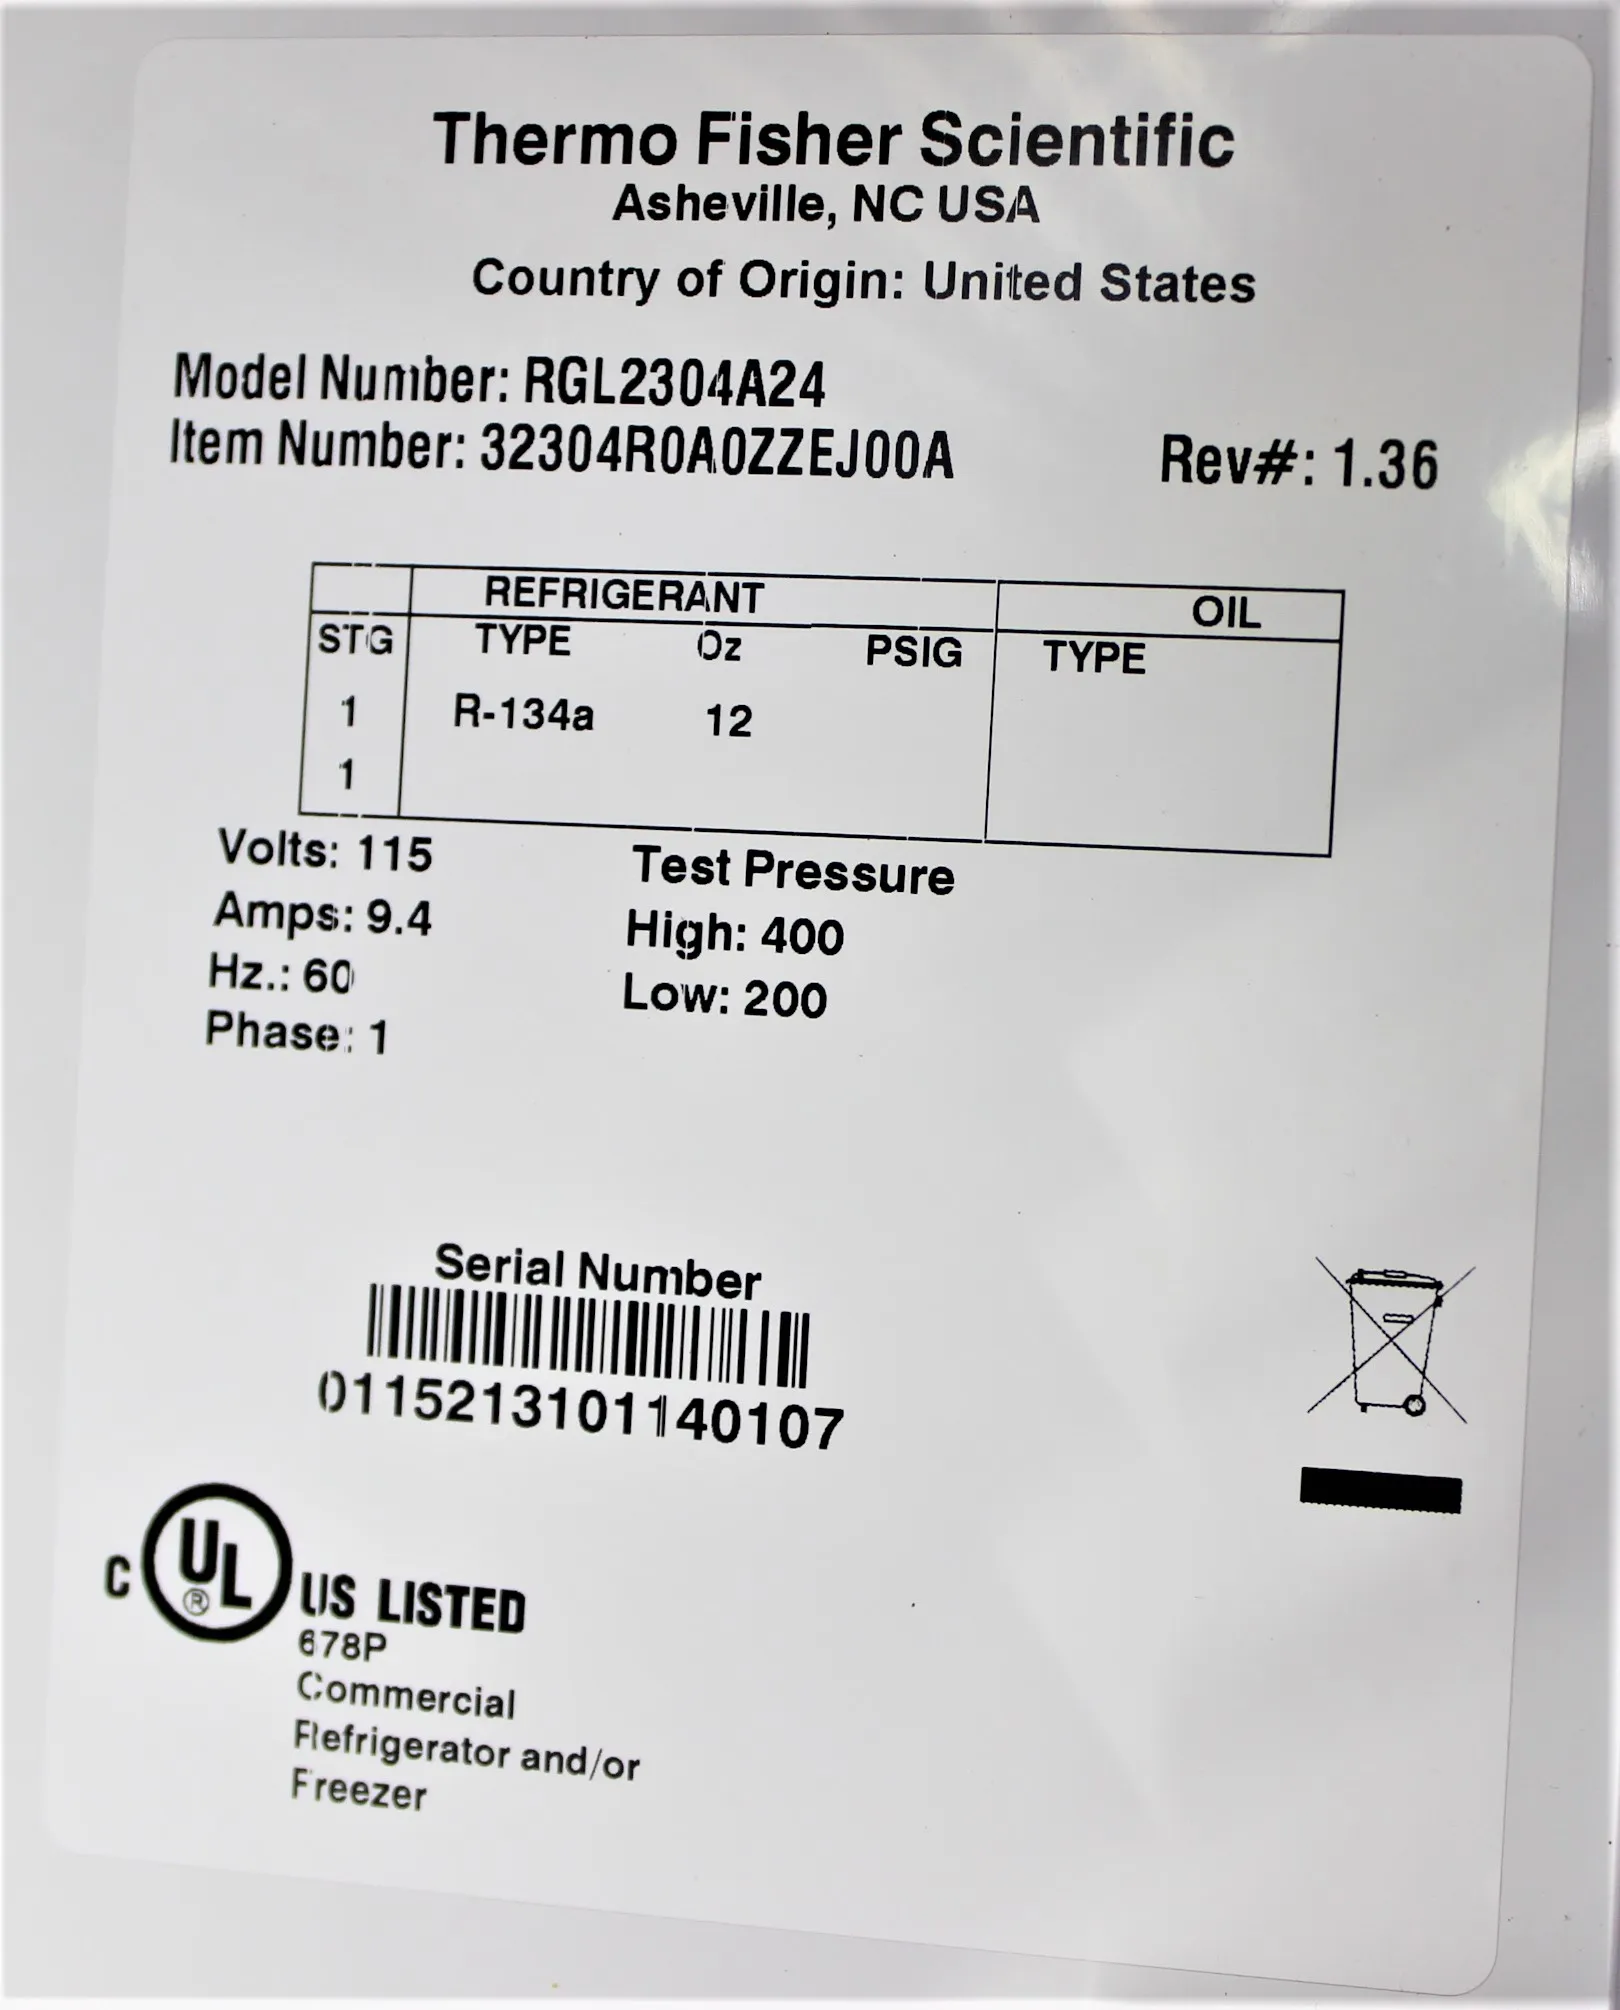 Thermo Fisher Scientific
Asheville, NC USA
Country of Origin: United States
Model Number: RGL2304A24
Item Number: 32304R0A0ZZEJ00A Rev#: 1.36
REFRIGERANT OIL
STG TYPE Oz PSIG TYPE
1 R-134a 12
1
Volts: 115 Test Pressure
Amps: 9.4 High: 400
Hz.: 60 Low: 200
Phase: 1
Serial Number
0115213101140107
C UL ® US LISTED
678P
Commercial
Refrigerator and/or
Freezer